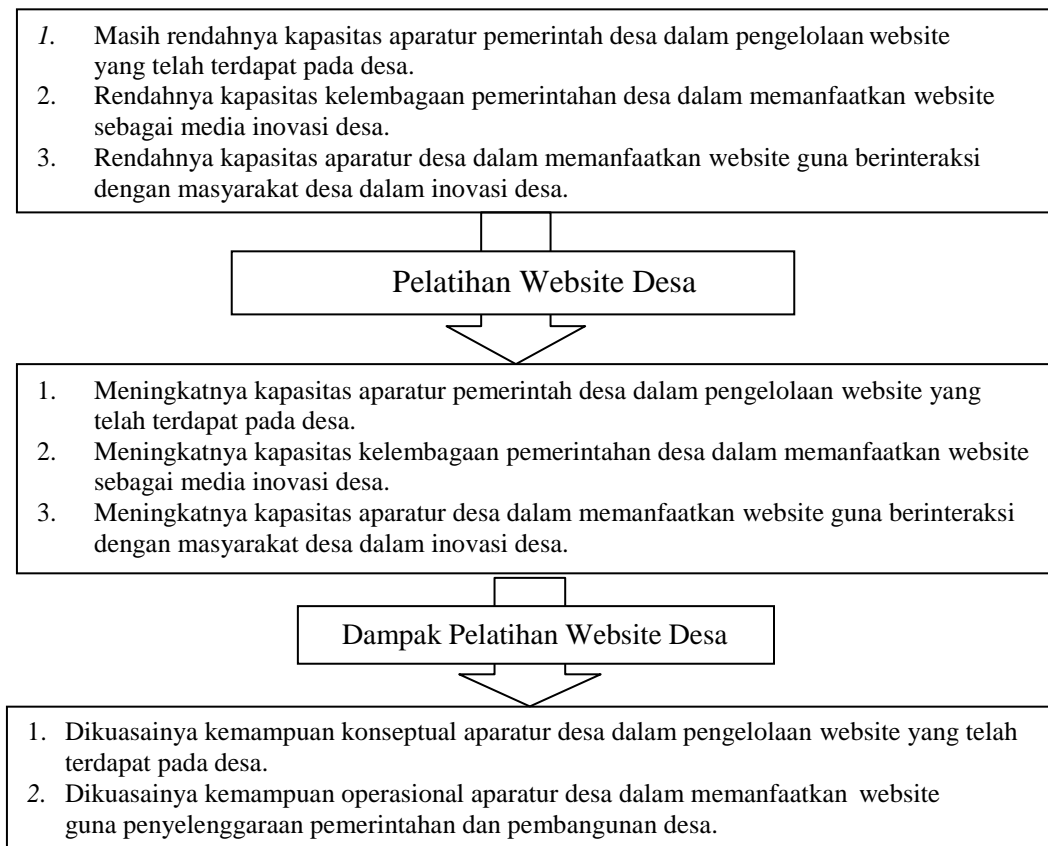 1. Masih rendahnya kapasitas aparatur pemerintah desa dalam pengelolaan website
yang telah terdapat pada desa.
2. Rendahnya kapasitas kelembagaan pemerintahan desa dalam memanfaatkan website
sebagai media inovasi desa.
3. Rendahnya kapasitas aparatur desa dalam memanfaatkan website guna berinteraksi
dengan masyarakat desa dalam inovasi desa.
Pelatihan Website Desa
1. Meningkatnya kapasitas aparatur pemerintah desa dalam pengelolaan website yang
telah terdapat pada desa.
2. Meningkatnya kapasitas kelembagaan pemerintahan desa dalam memanfaatkan website
sebagai media inovasi desa.
3. Meningkatnya kapasitas aparatur desa dalam memanfaatkan website guna berinteraksi
dengan masyarakat desa dalam inovasi desa.
Dampak Pelatihan Website Desa
1. Dikuasainya kemampuan konseptual aparatur desa dalam pengelolaan website yang telah
terdapat pada desa.
2. Dikuasainya kemampuan operasional aparatur desa dalam memanfaatkan website
guna penyelenggaraan pemerintahan dan pembangunan desa.